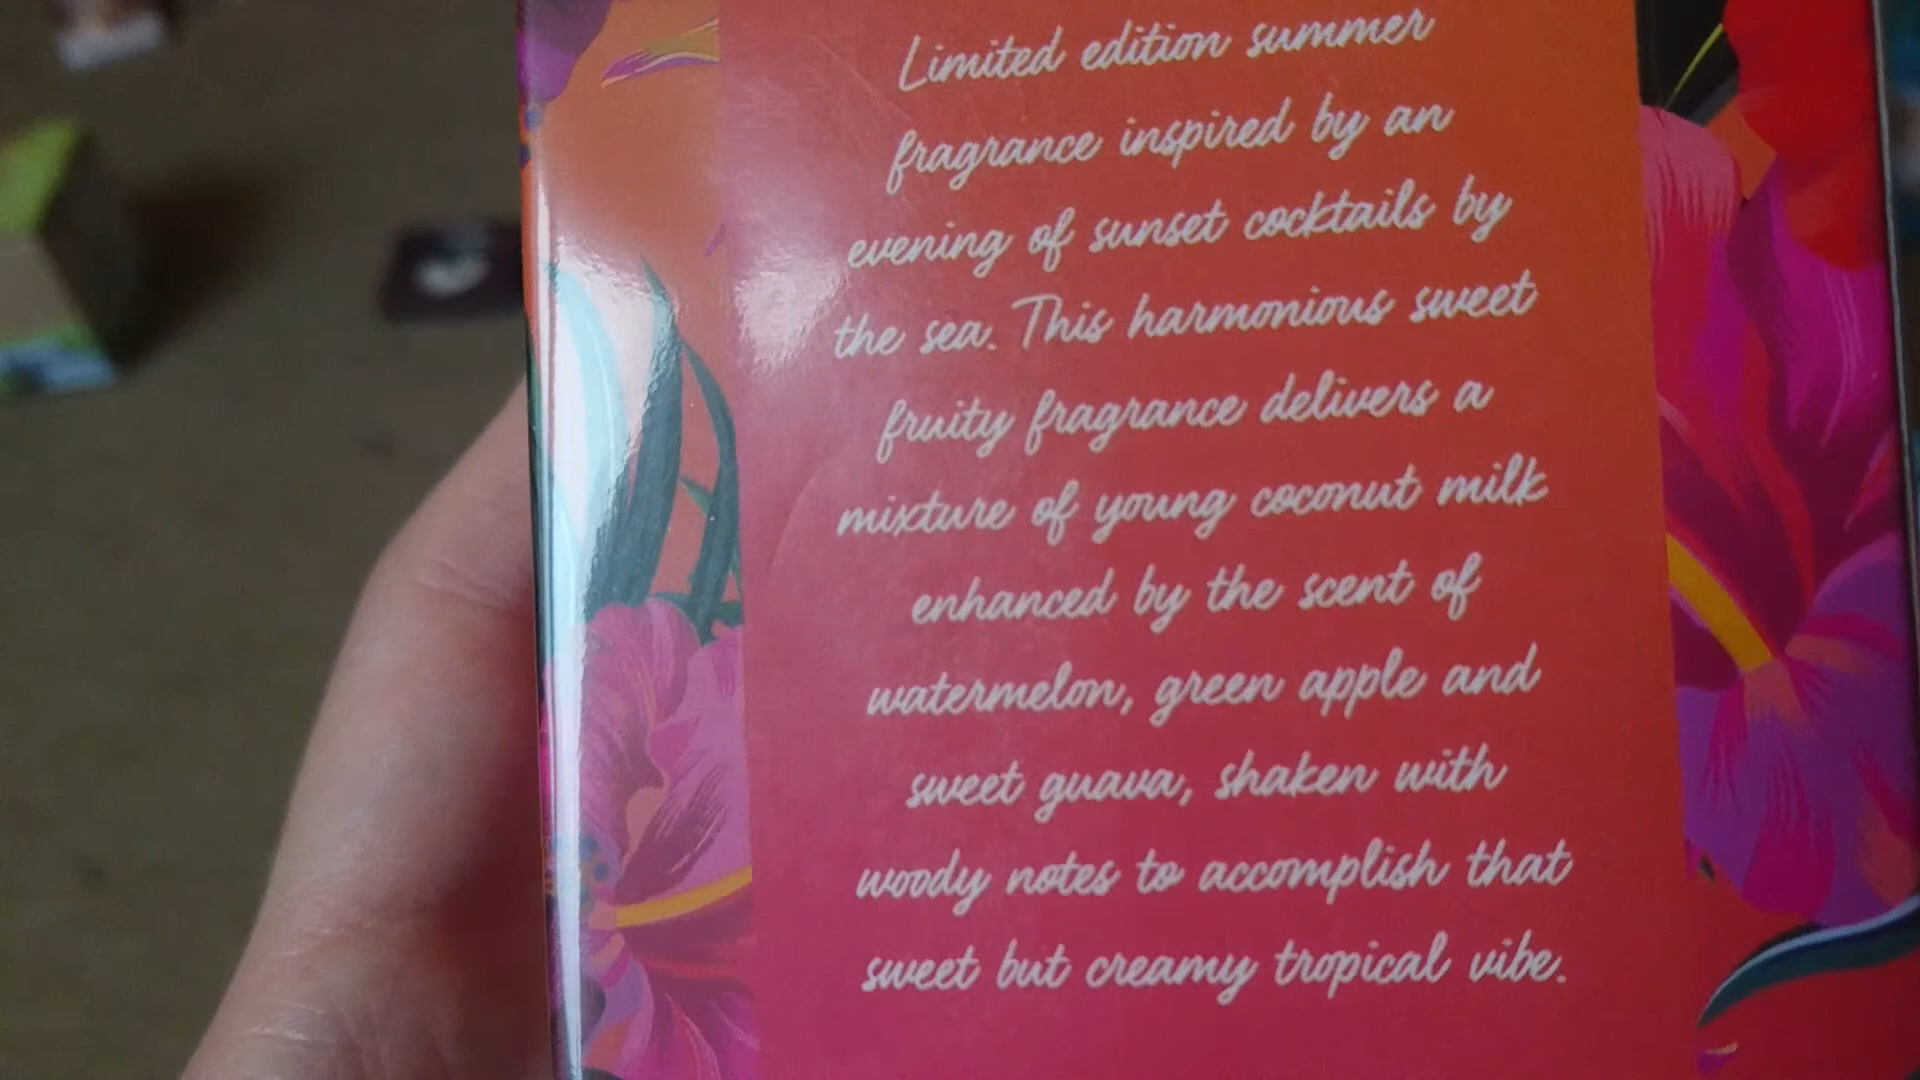 Limited edition summer
fragrance inspired by an
evening of sunset cocktails by
the sea. This harmonious sweet
fruity fragrance delivers a
mixture of young coconut milk
enhanced by the scent of
watermelon, green apple and
sweet guava, shaken with
woody notes to accomplish that
sweet but creamy tropical vibe.